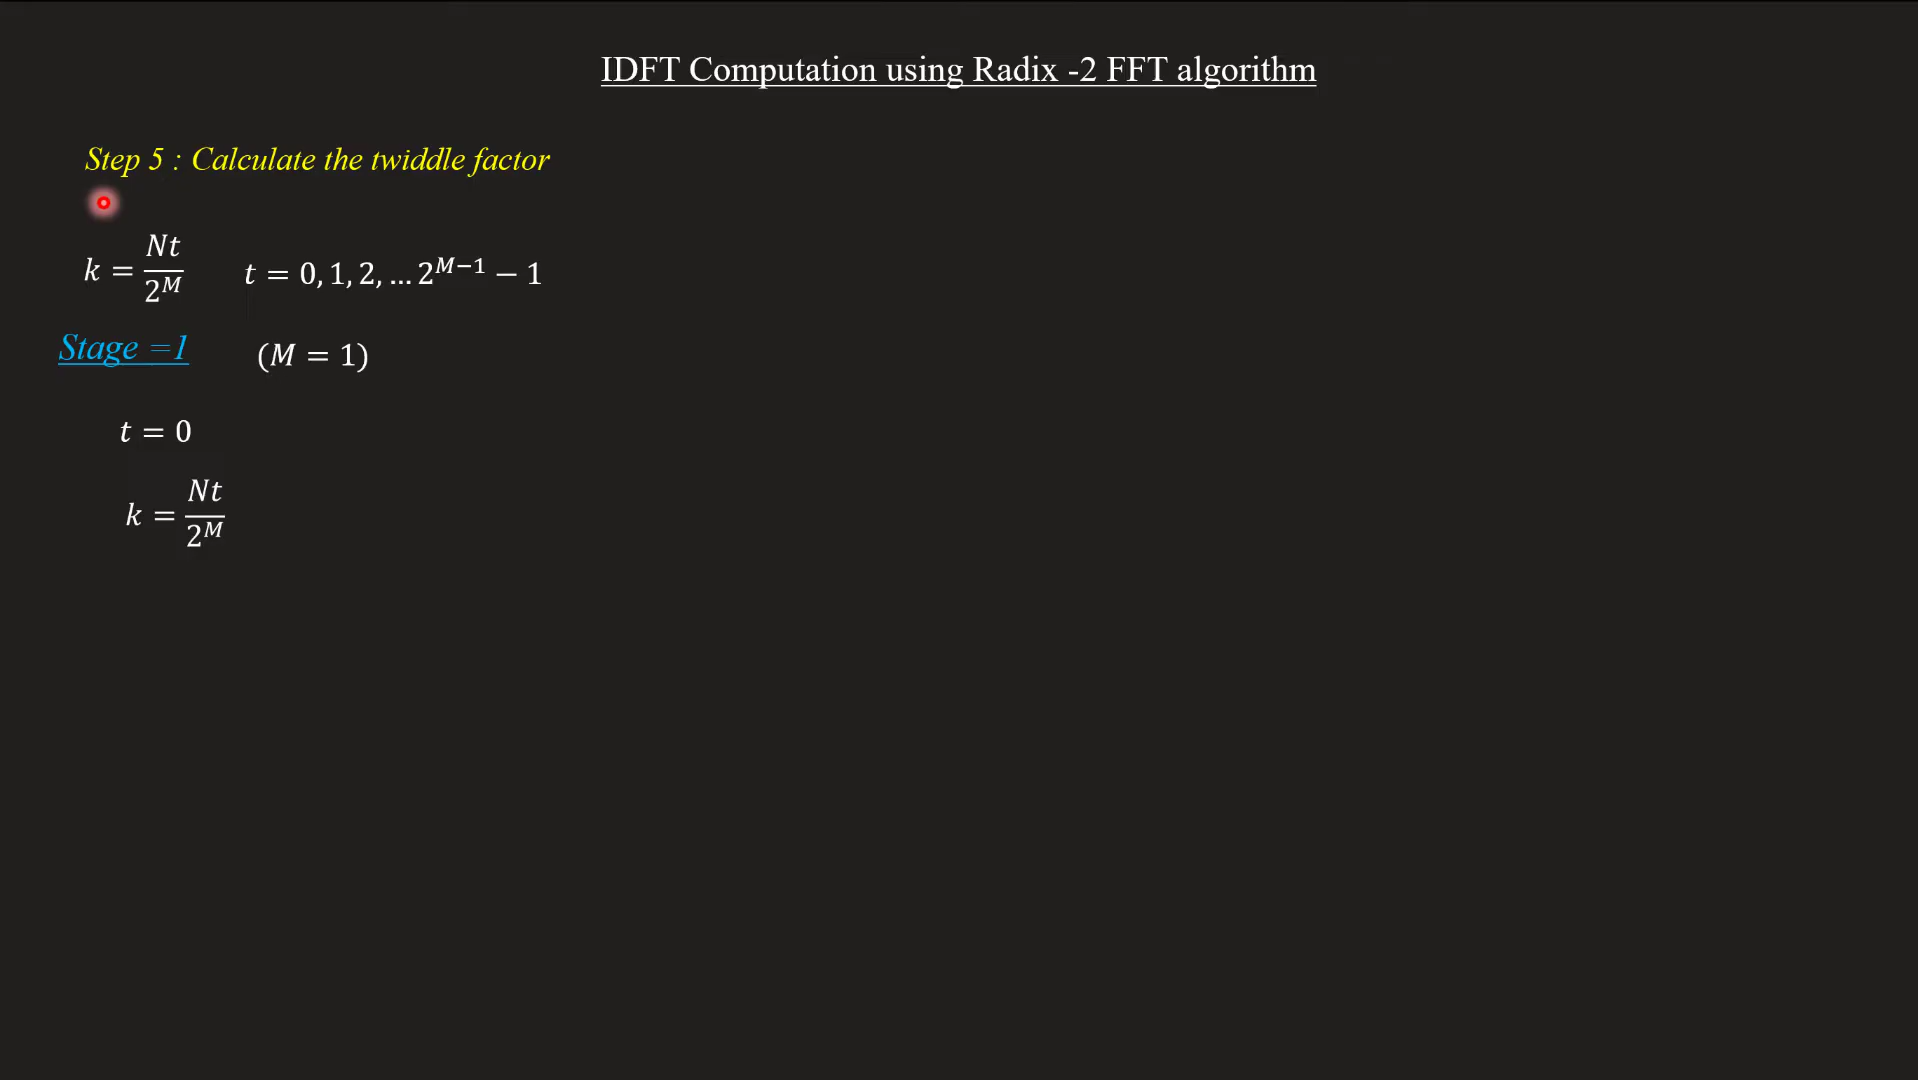 IDFT Computation using Radix -2 FFT algorithm
Step 5 : Calculate the twiddle factor
k = Nt/2^M    t = 0, 1, 2, … 2^{M−1} − 1
Stage =1    (M = 1)
t = 0
k = Nt/2^M